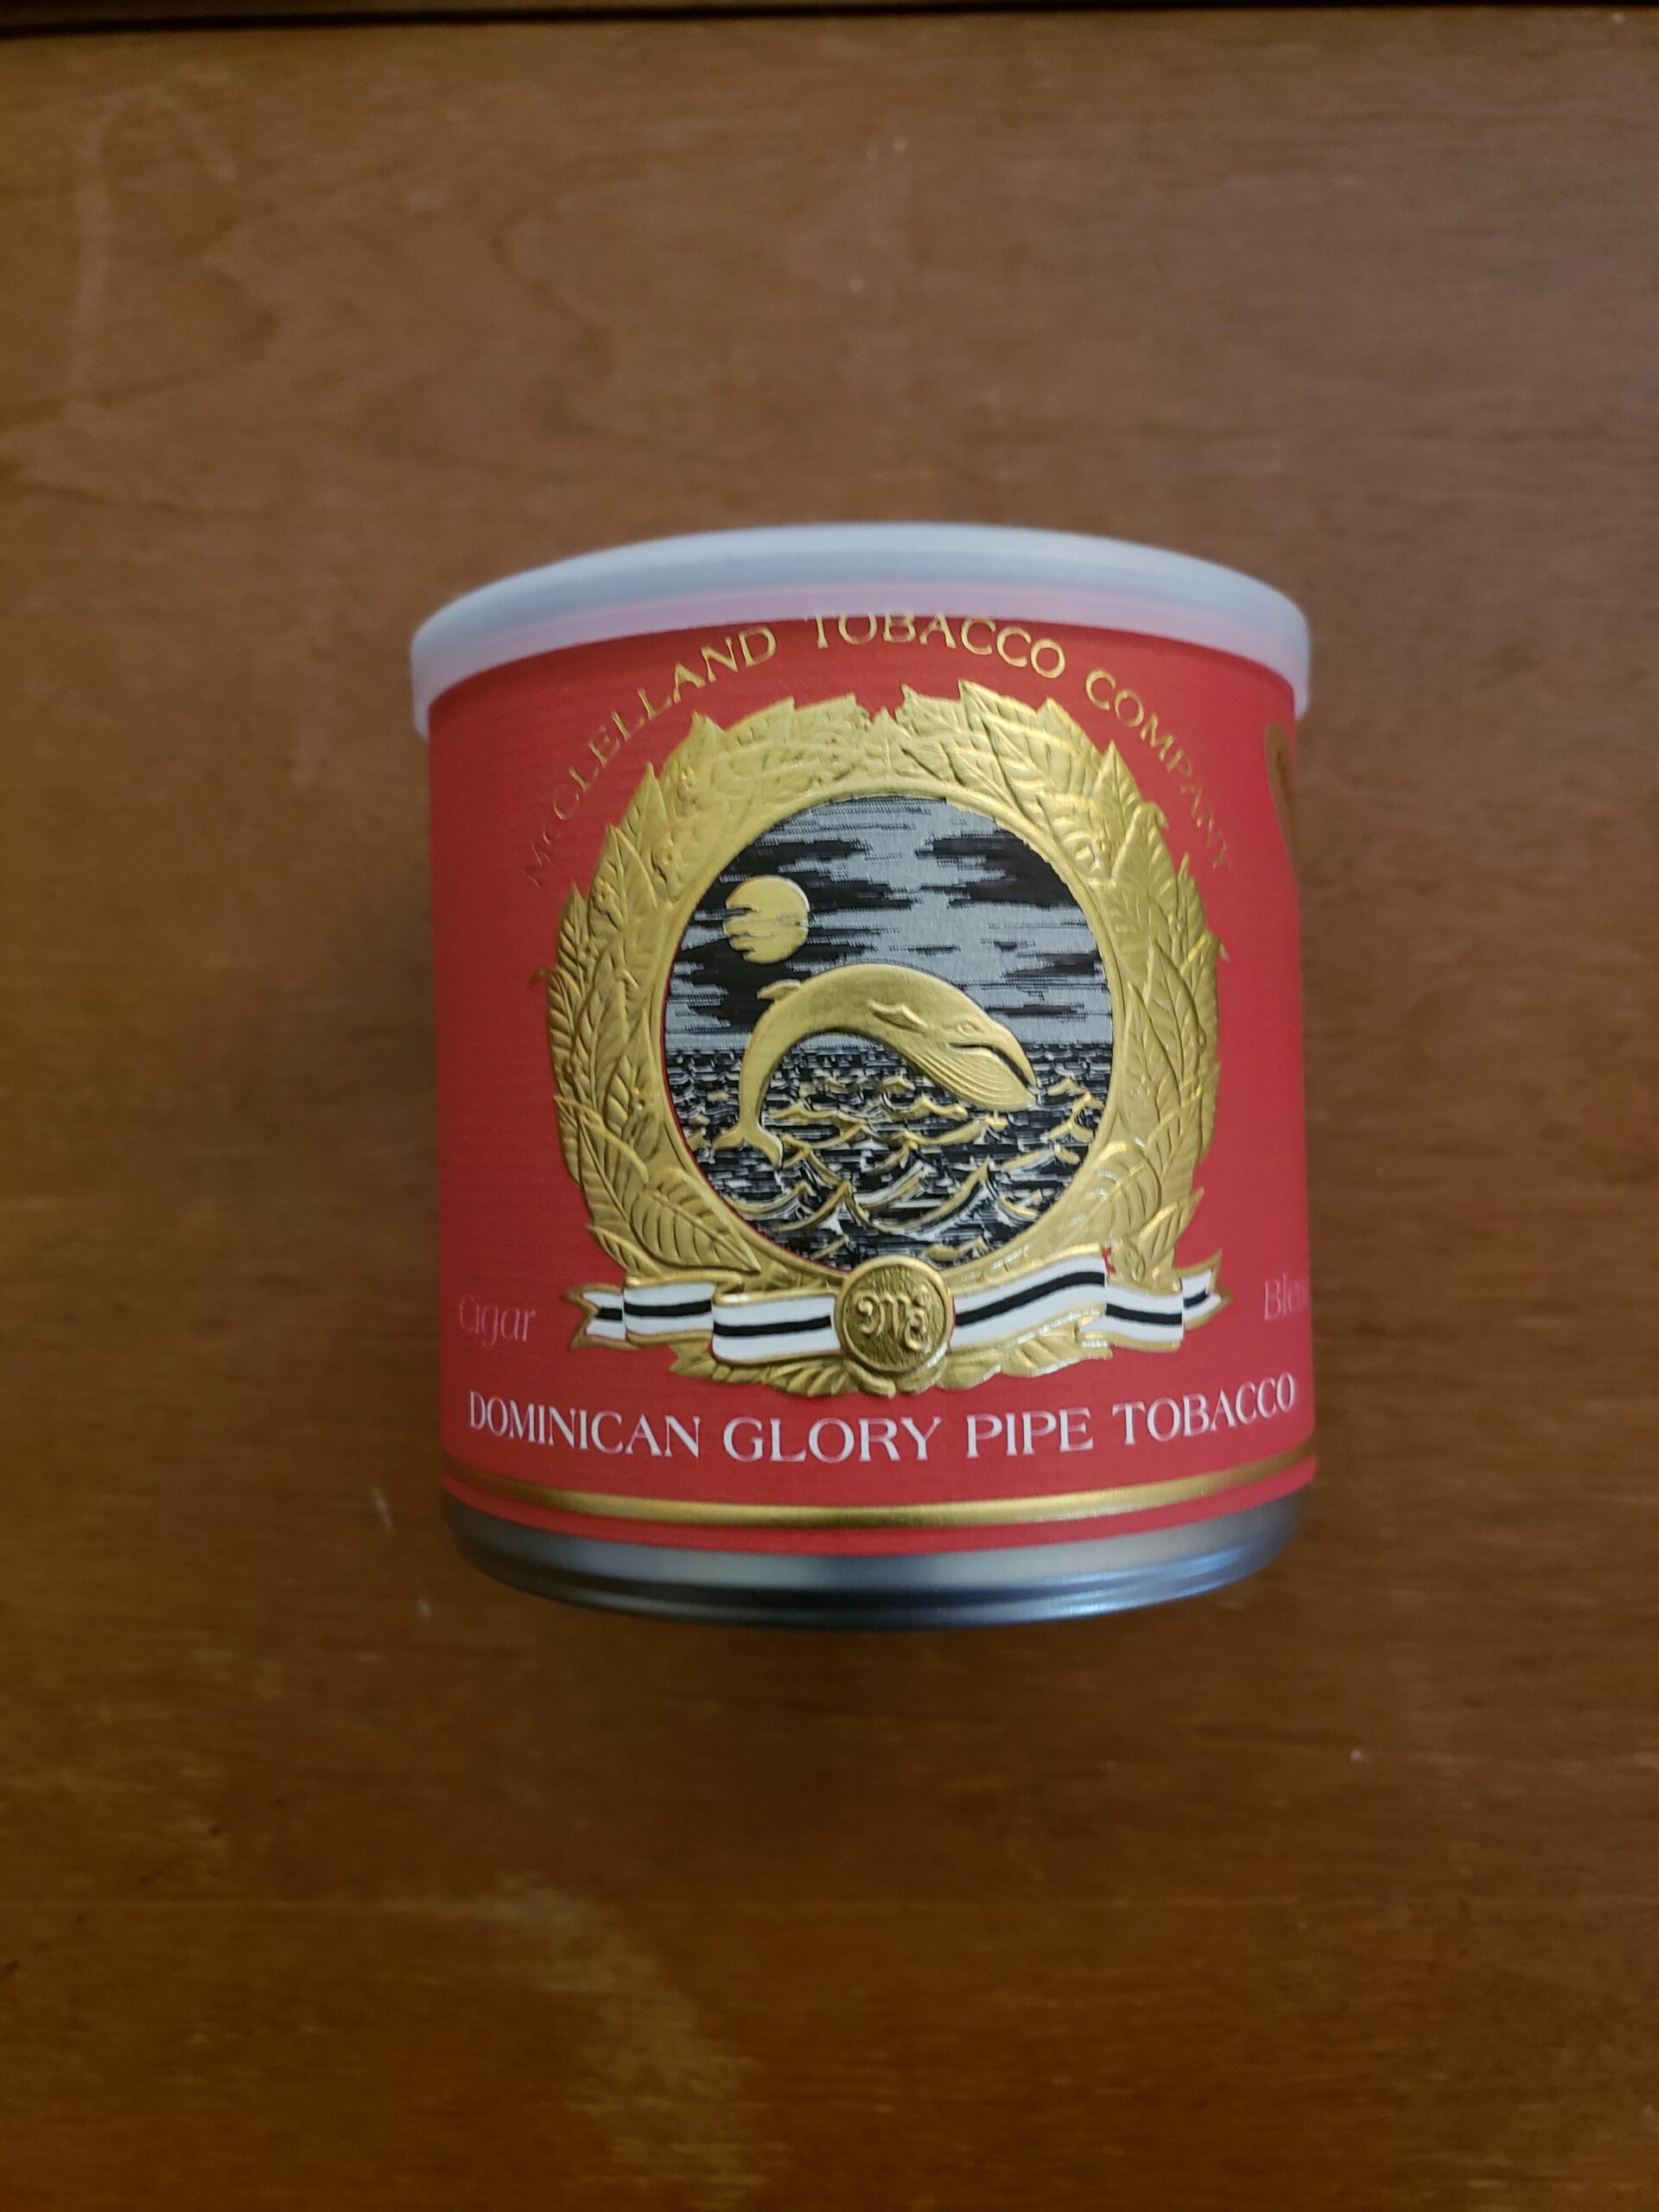 McCLELLAND TOBACCO COMPANY
Cigar
DOMINICAN GLORY PIPE TOBACCO